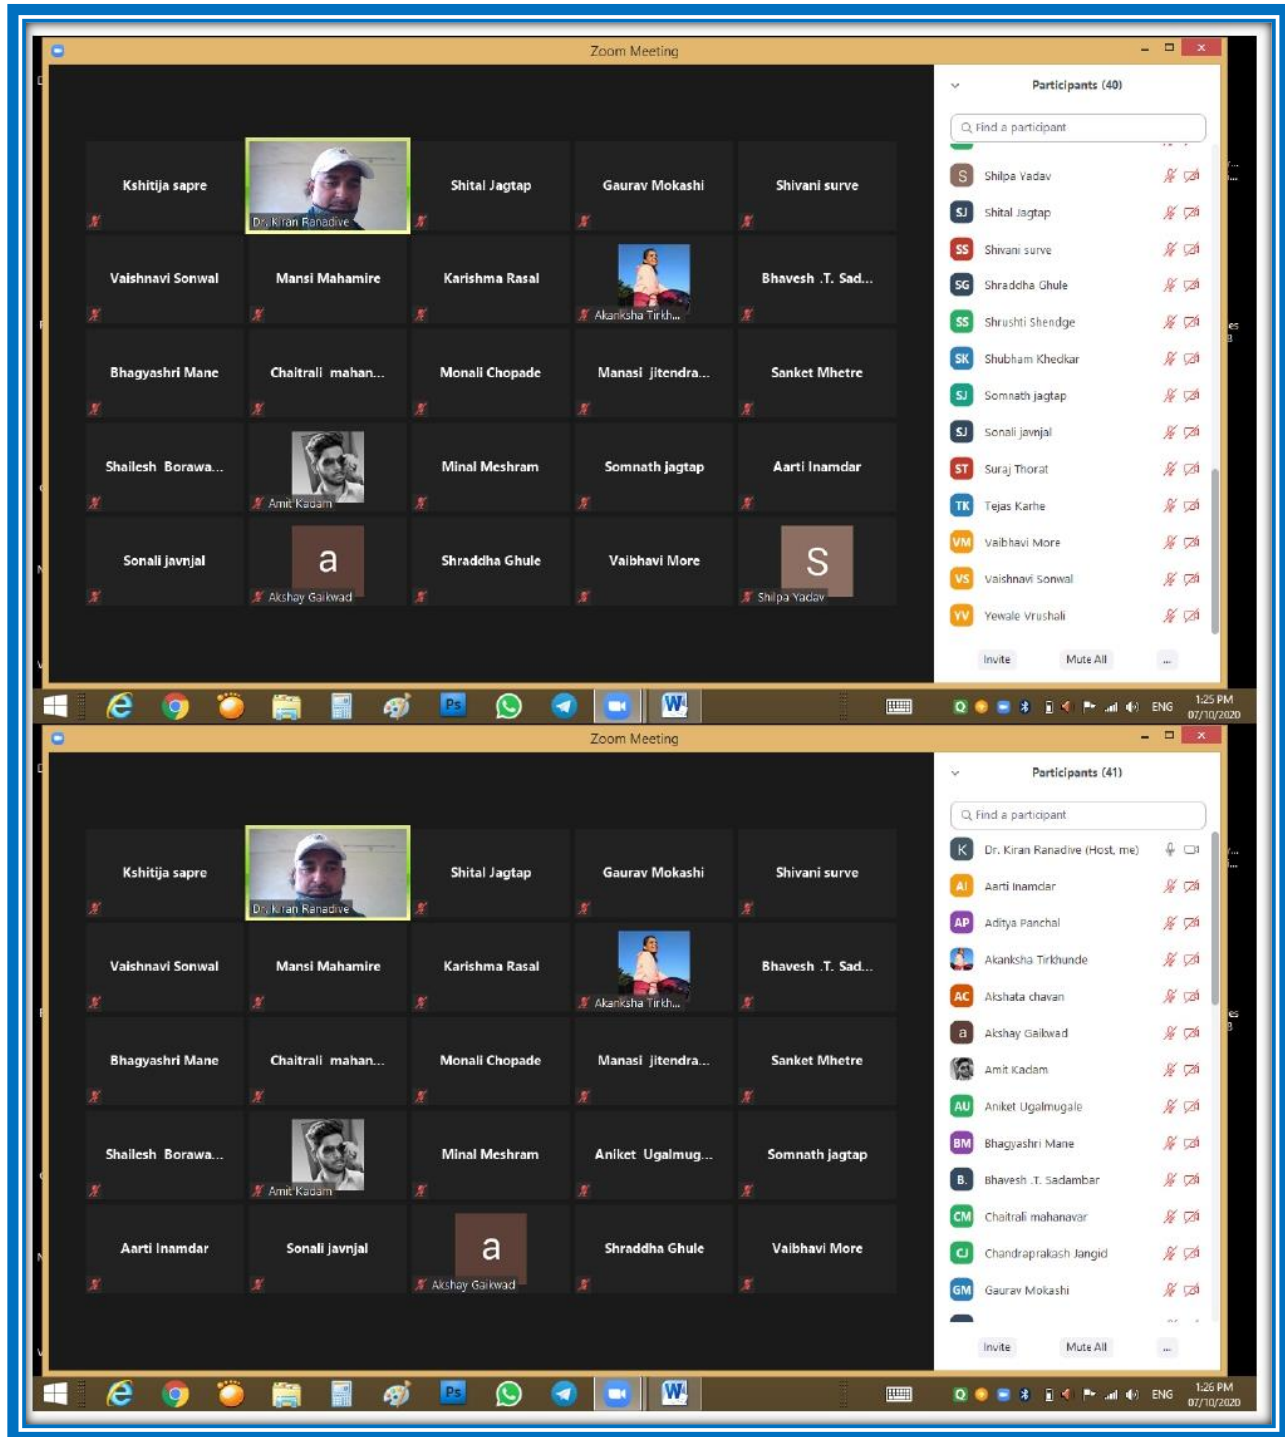 Zoom Meeting
Participants (40)
Find a participant
Kshitija sapre
Dr. Kiran Ranadive
Shital Jagtap
Gaurav Mokashi
Shivani surve
Vaishnavi Sonwal
Mansi Mahamire
Karishma Rasal
Akanksha Tirkh...
Bhavesh .T. Sad...
Bhagyashri Mane
Chaitrali mahan...
Monali Chopade
Manasi jitendra...
Sanket Mhetre
Shailesh Borawa...
Amit Kadam
Minal Meshram
Somnath jagtap
Aarti Inamdar
Sonali javnjal
a
Akshay Gaikwad
Shraddha Ghule
Vaibhavi More
S
Shilpa Yadav
S Shilpa Yadav
SJ Shital Jagtap
SS Shivani surve
SG Shraddha Ghule
SS Shrushti Shendge
SK Shubham Khedkar
SJ Somnath jagtap
SJ Sonali javnjal
ST Suraj Thorat
TK Tejas Karhe
VM Vaibhavi More
VS Vaishnavi Sonwal
YV Yewale Vrushali
Invite Mute All ...
Ps W ENG 1:25 PM
07/10/2020
Zoom Meeting
Participants (41)
Find a participant
Kshitija sapre
Dr. Kiran Ranadive
Shital Jagtap
Gaurav Mokashi
Shivani surve
Vaishnavi Sonwal
Mansi Mahamire
Karishma Rasal
Akanksha Tirkh...
Bhavesh .T. Sad...
Bhagyashri Mane
Chaitrali mahan...
Monali Chopade
Manasi jitendra...
Sanket Mhetre
Shailesh Borawa...
Amit Kadam
Minal Meshram
Aniket Ugalmug...
Somnath jagtap
Aarti Inamdar
Sonali javnjal
a
Akshay Gaikwad
Shraddha Ghule
Vaibhavi More
K Dr. Kiran Ranadive (Host, me)
AI Aarti Inamdar
AP Aditya Panchal
Akanksha Tirkhunde
AC Akshata chavan
a Akshay Gaikwad
Amit Kadam
AU Aniket Ugalmugale
BM Bhagyashri Mane
B. Bhavesh .T. Sadambar
CM Chaitrali mahanavar
CJ Chandraprakash Jangid
GM Gaurav Mokashi
Invite Mute All ...
Ps W ENG 1:26 PM
07/10/2020